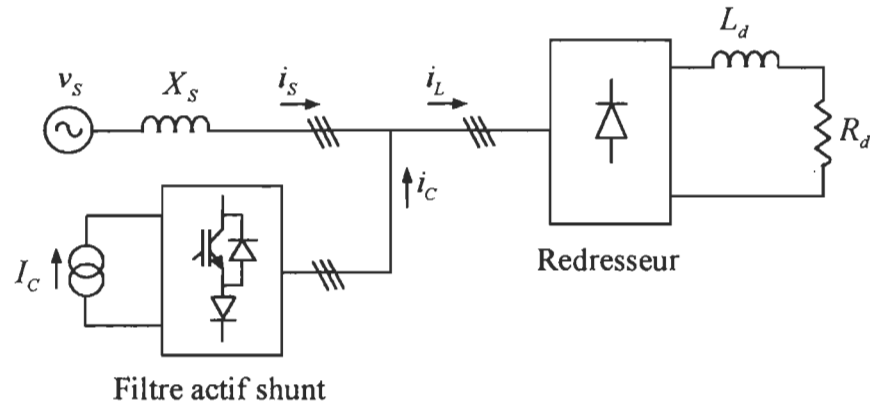 v_S
X_s
i_S
i_L
L_d
R_d
i_C
I_C
Redresseur
Filtre actif shunt